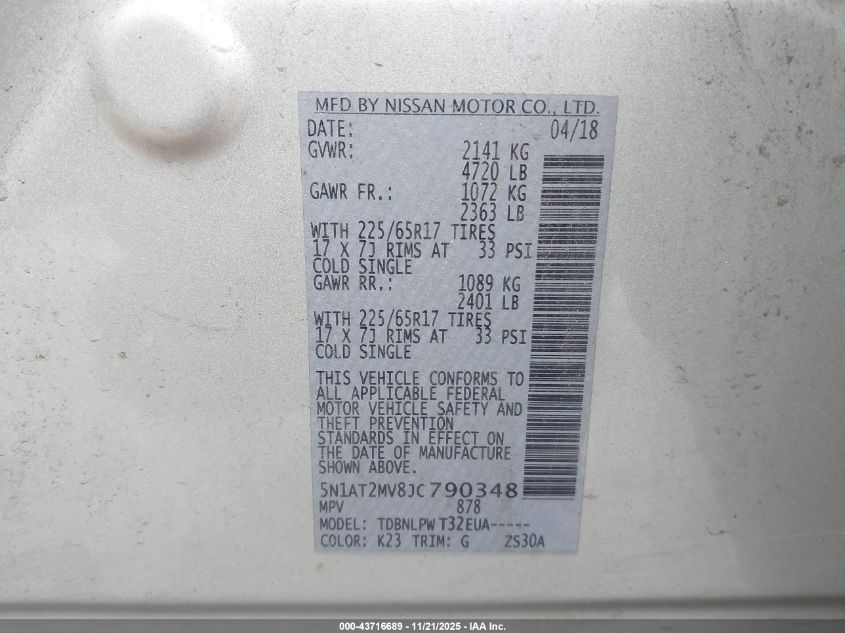 MFD BY NISSAN MOTOR CO., LTD.
DATE: 04/18
GVWR: 2141 KG
4720 LB
GAWR FR.: 1072 KG
2363 LB
WITH 225/65R17 TIRES
17 X 7J RIMS AT 33 PSI
COLD SINGLE
GAWR RR.: 1089 KG
2401 LB
WITH 225/65R17 TIRES
17 X 7J RIMS AT 33 PSI
COLD SINGLE
THIS VEHICLE CONFORMS TO
ALL APPLICABLE FEDERAL
MOTOR VEHICLE SAFETY AND
THEFT PREVENTION
STANDARDS IN EFFECT ON
THE DATE OF MANUFACTURE
SHOWN ABOVE.
5N1AT2MV8JC790348
MPV 878
MODEL: TDBNLPW T32EUA-----
COLOR: K23 TRIM: G ZS30A
000-43716689 - 11/21/2025 - IAA Inc.